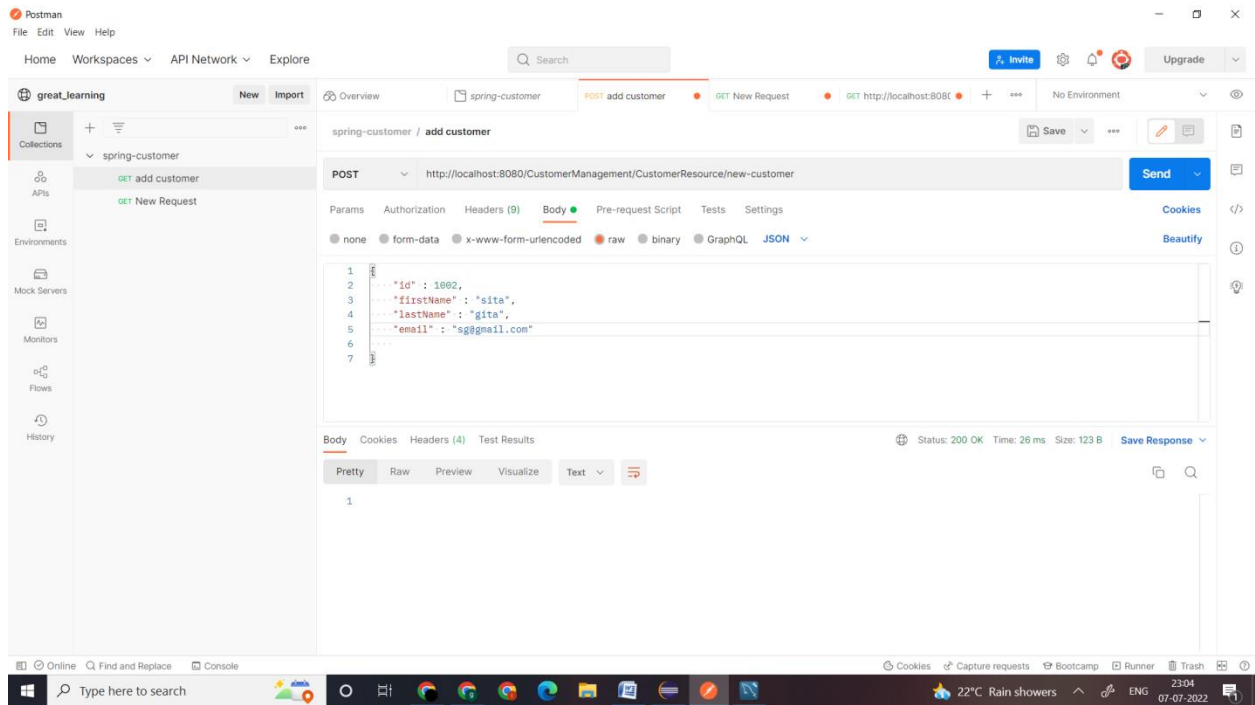 Postman
File Edit View Help
Home Workspaces API Network Explore Search Invite Upgrade
great_learning New Import Overview spring-customer POST add customer GET New Request GET http://localhost:808( No Environment
Collections
APIs
Environments
Mock Servers
Monitors
Flows
History
spring-customer
GET add customer
GET New Request
spring-customer / add customer Save
POST http://localhost:8080/CustomerManagement/CustomerResource/new-customer Send
Params Authorization Headers (9) Body Pre-request Script Tests Settings Cookies
none form-data x-www-form-urlencoded raw binary GraphQL JSON Beautify
1 {
2 "id" : 1002,
3 "firstName" : "sita",
4 "lastName" : "gita",
5 "email" : "sg@gmail.com"
6
7 }
Body Cookies Headers (4) Test Results Status: 200 OK Time: 26 ms Size: 123 B Save Response
Pretty Raw Preview Visualize Text
1
Online Find and Replace Console Cookies Capture requests Bootcamp Runner Trash
Type here to search 22°C Rain showers ENG 23:04
07-07-2022